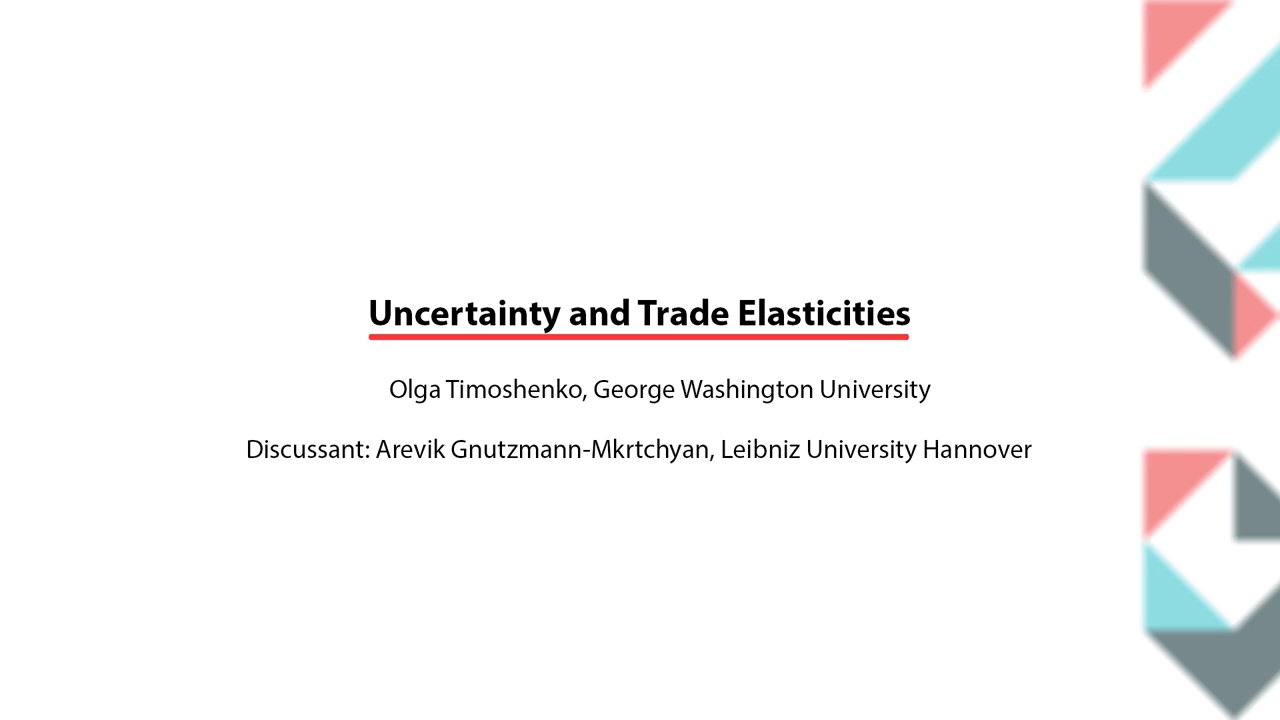 Uncertainty and Trade Elasticities
Olga Timoshenko, George Washington University
Discussant: Arevik Gnutzmann-Mkrtchyan, Leibniz University Hannover